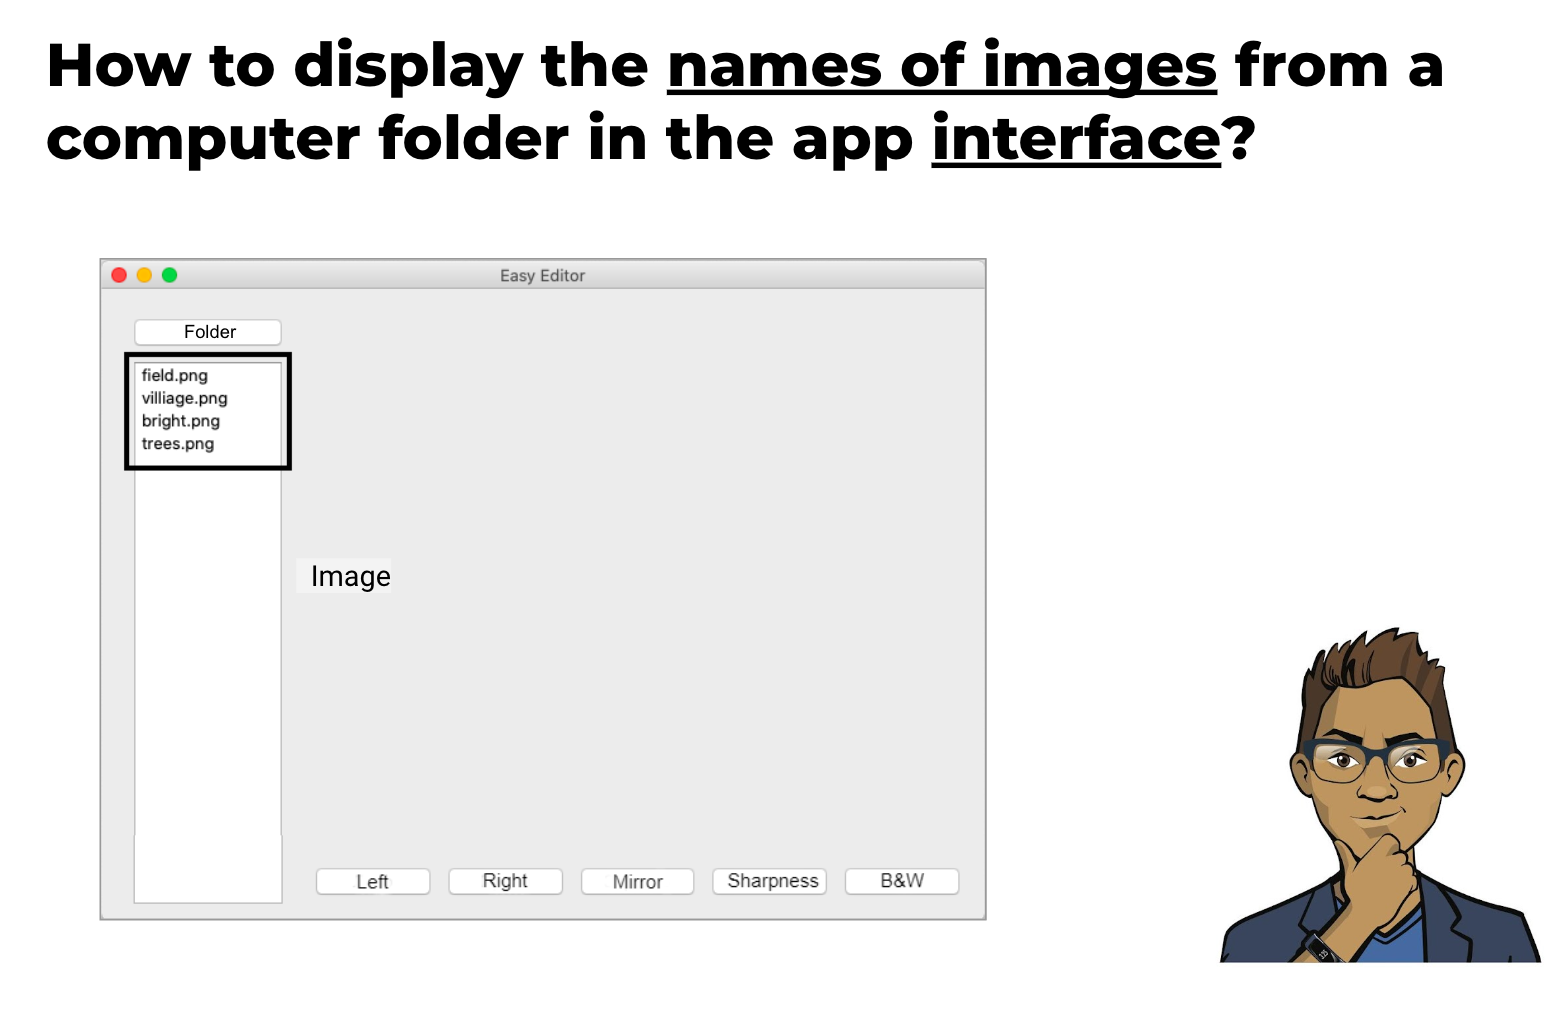 How to display the names of images from a
computer folder in the app interface?
Easy Editor
Folder
field.png
villiage.png
bright.png
trees.png
Image
Left
Right
Mirror
Sharpness
B&W